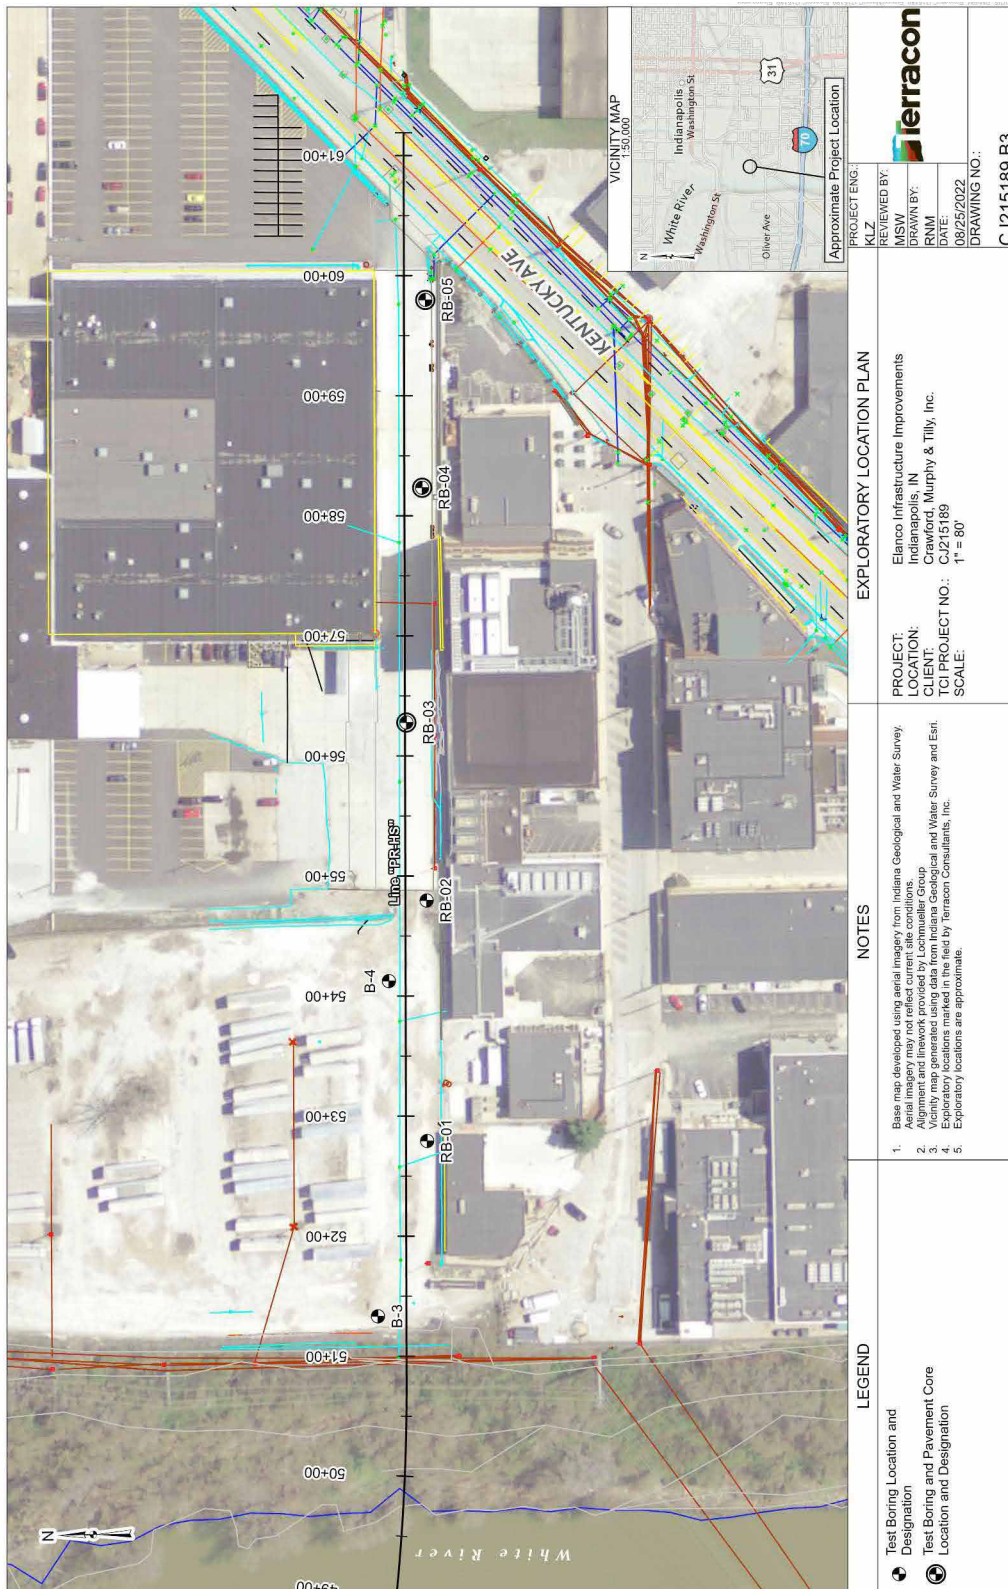 N
White River
49+00
50+00
51+00
52+00
53+00
54+00
55+00
56+00
57+00
58+00
59+00
60+00
61+00
B-3
RB-01
B-4
RB-02
Line "PR-HS"
RB-03
RB-04
RB-05
KENTUCKY AVE
VICINITY MAP
1:50,000
N
White River
Washington St
Indianapolis
Washington St
Oliver Ave
70
31
Approximate Project Location
LEGEND
Test Boring Location and
Designation
Test Boring and Pavement Core
Location and Designation
NOTES
1. Base map developed using aerial imagery from Indiana Geological and Water Survey.
Aerial imagery may not reflect current site conditions.
2. Alignment and linework provided by Lochmueller Group
3. Vicinity map generated using data from Indiana Geological and Water Survey and Esri.
4. Exploratory locations marked in the field by Terracon Consultants, Inc.
5. Exploratory locations are approximate.
EXPLORATORY LOCATION PLAN
PROJECT: Elanco Infrastructure Improvements
LOCATION: Indianapolis, IN
CLIENT: Crawford, Murphy & Tilly, Inc.
TCI PROJECT NO.: CJ215189
SCALE: 1" = 80'
PROJECT ENG.:
KLZ
REVIEWED BY:
MSW
DRAWN BY:
RNM
DATE:
08/25/2022
DRAWING NO.:
CJ215189.B3
Terracon